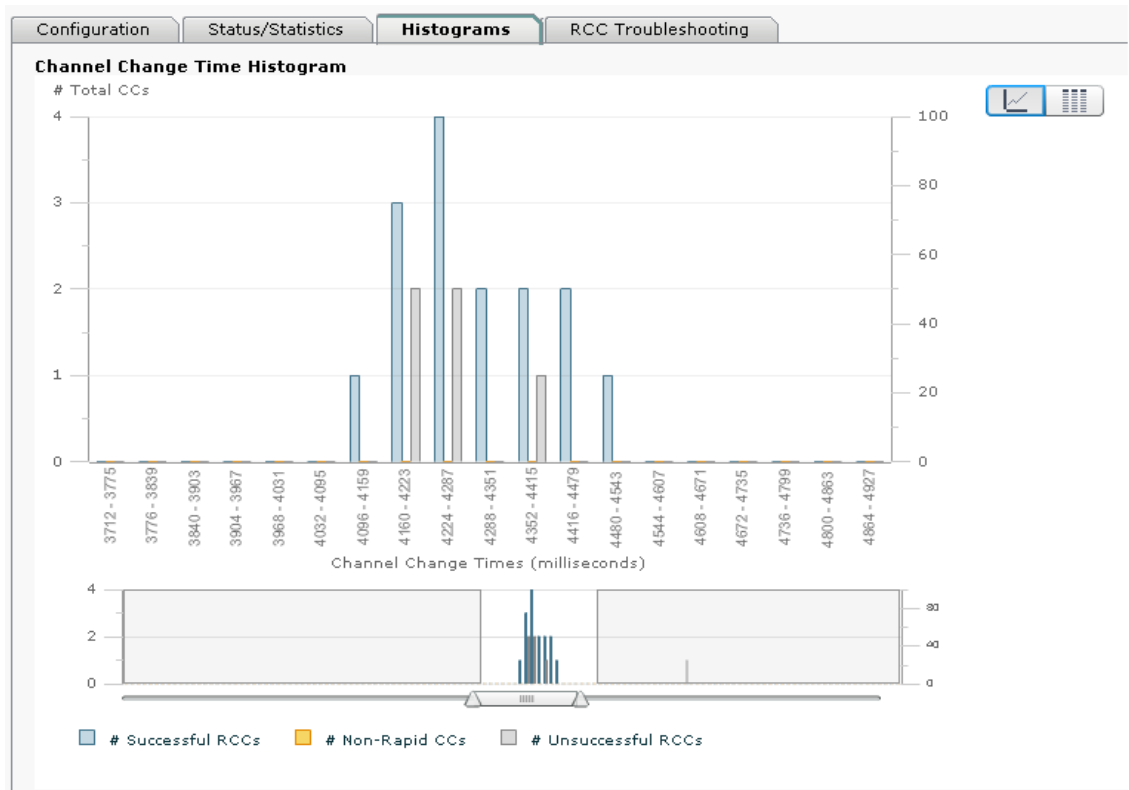 Configuration Status/Statistics Histograms RCC Troubleshooting
Channel Change Time Histogram
# Total CCs
4 100
80
3
60
2
40
1
20
0 0
3712 - 3775
3776 - 3839
3840 - 3903
3904 - 3967
3968 - 4031
4032 - 4095
4096 - 4159
4160 - 4223
4224 - 4287
4288 - 4351
4352 - 4415
4416 - 4479
4480 - 4543
4544 - 4607
4608 - 4671
4672 - 4735
4736 - 4799
4800 - 4863
4864 - 4927
Channel Change Times (milliseconds)
4
80
2
40
0 0
# Successful RCCs # Non-Rapid CCs # Unsuccessful RCCs